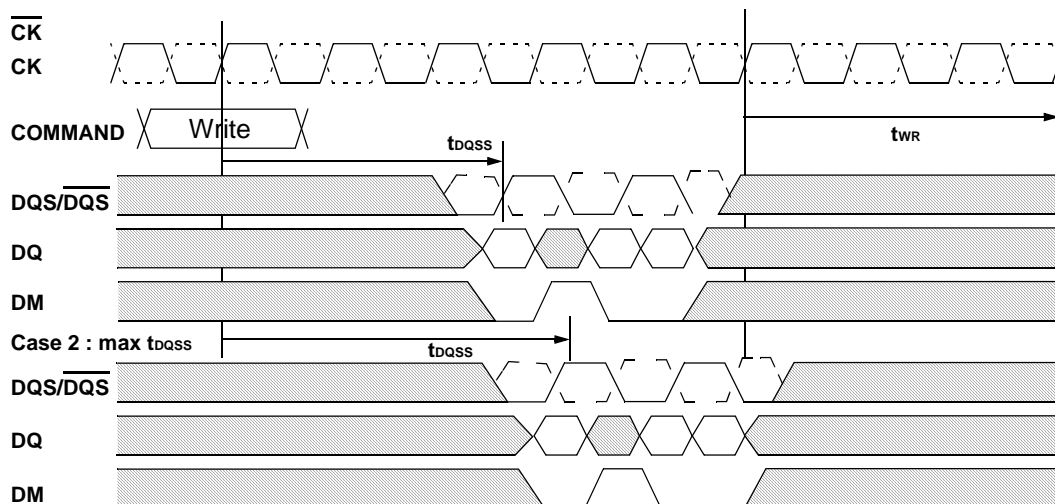 CK
CK
COMMAND Write
tDQSS
tWR
DQS/DQS
DQ
DM
Case 2 : max tDQSS
tDQSS
DQS/DQS
DQ
DM